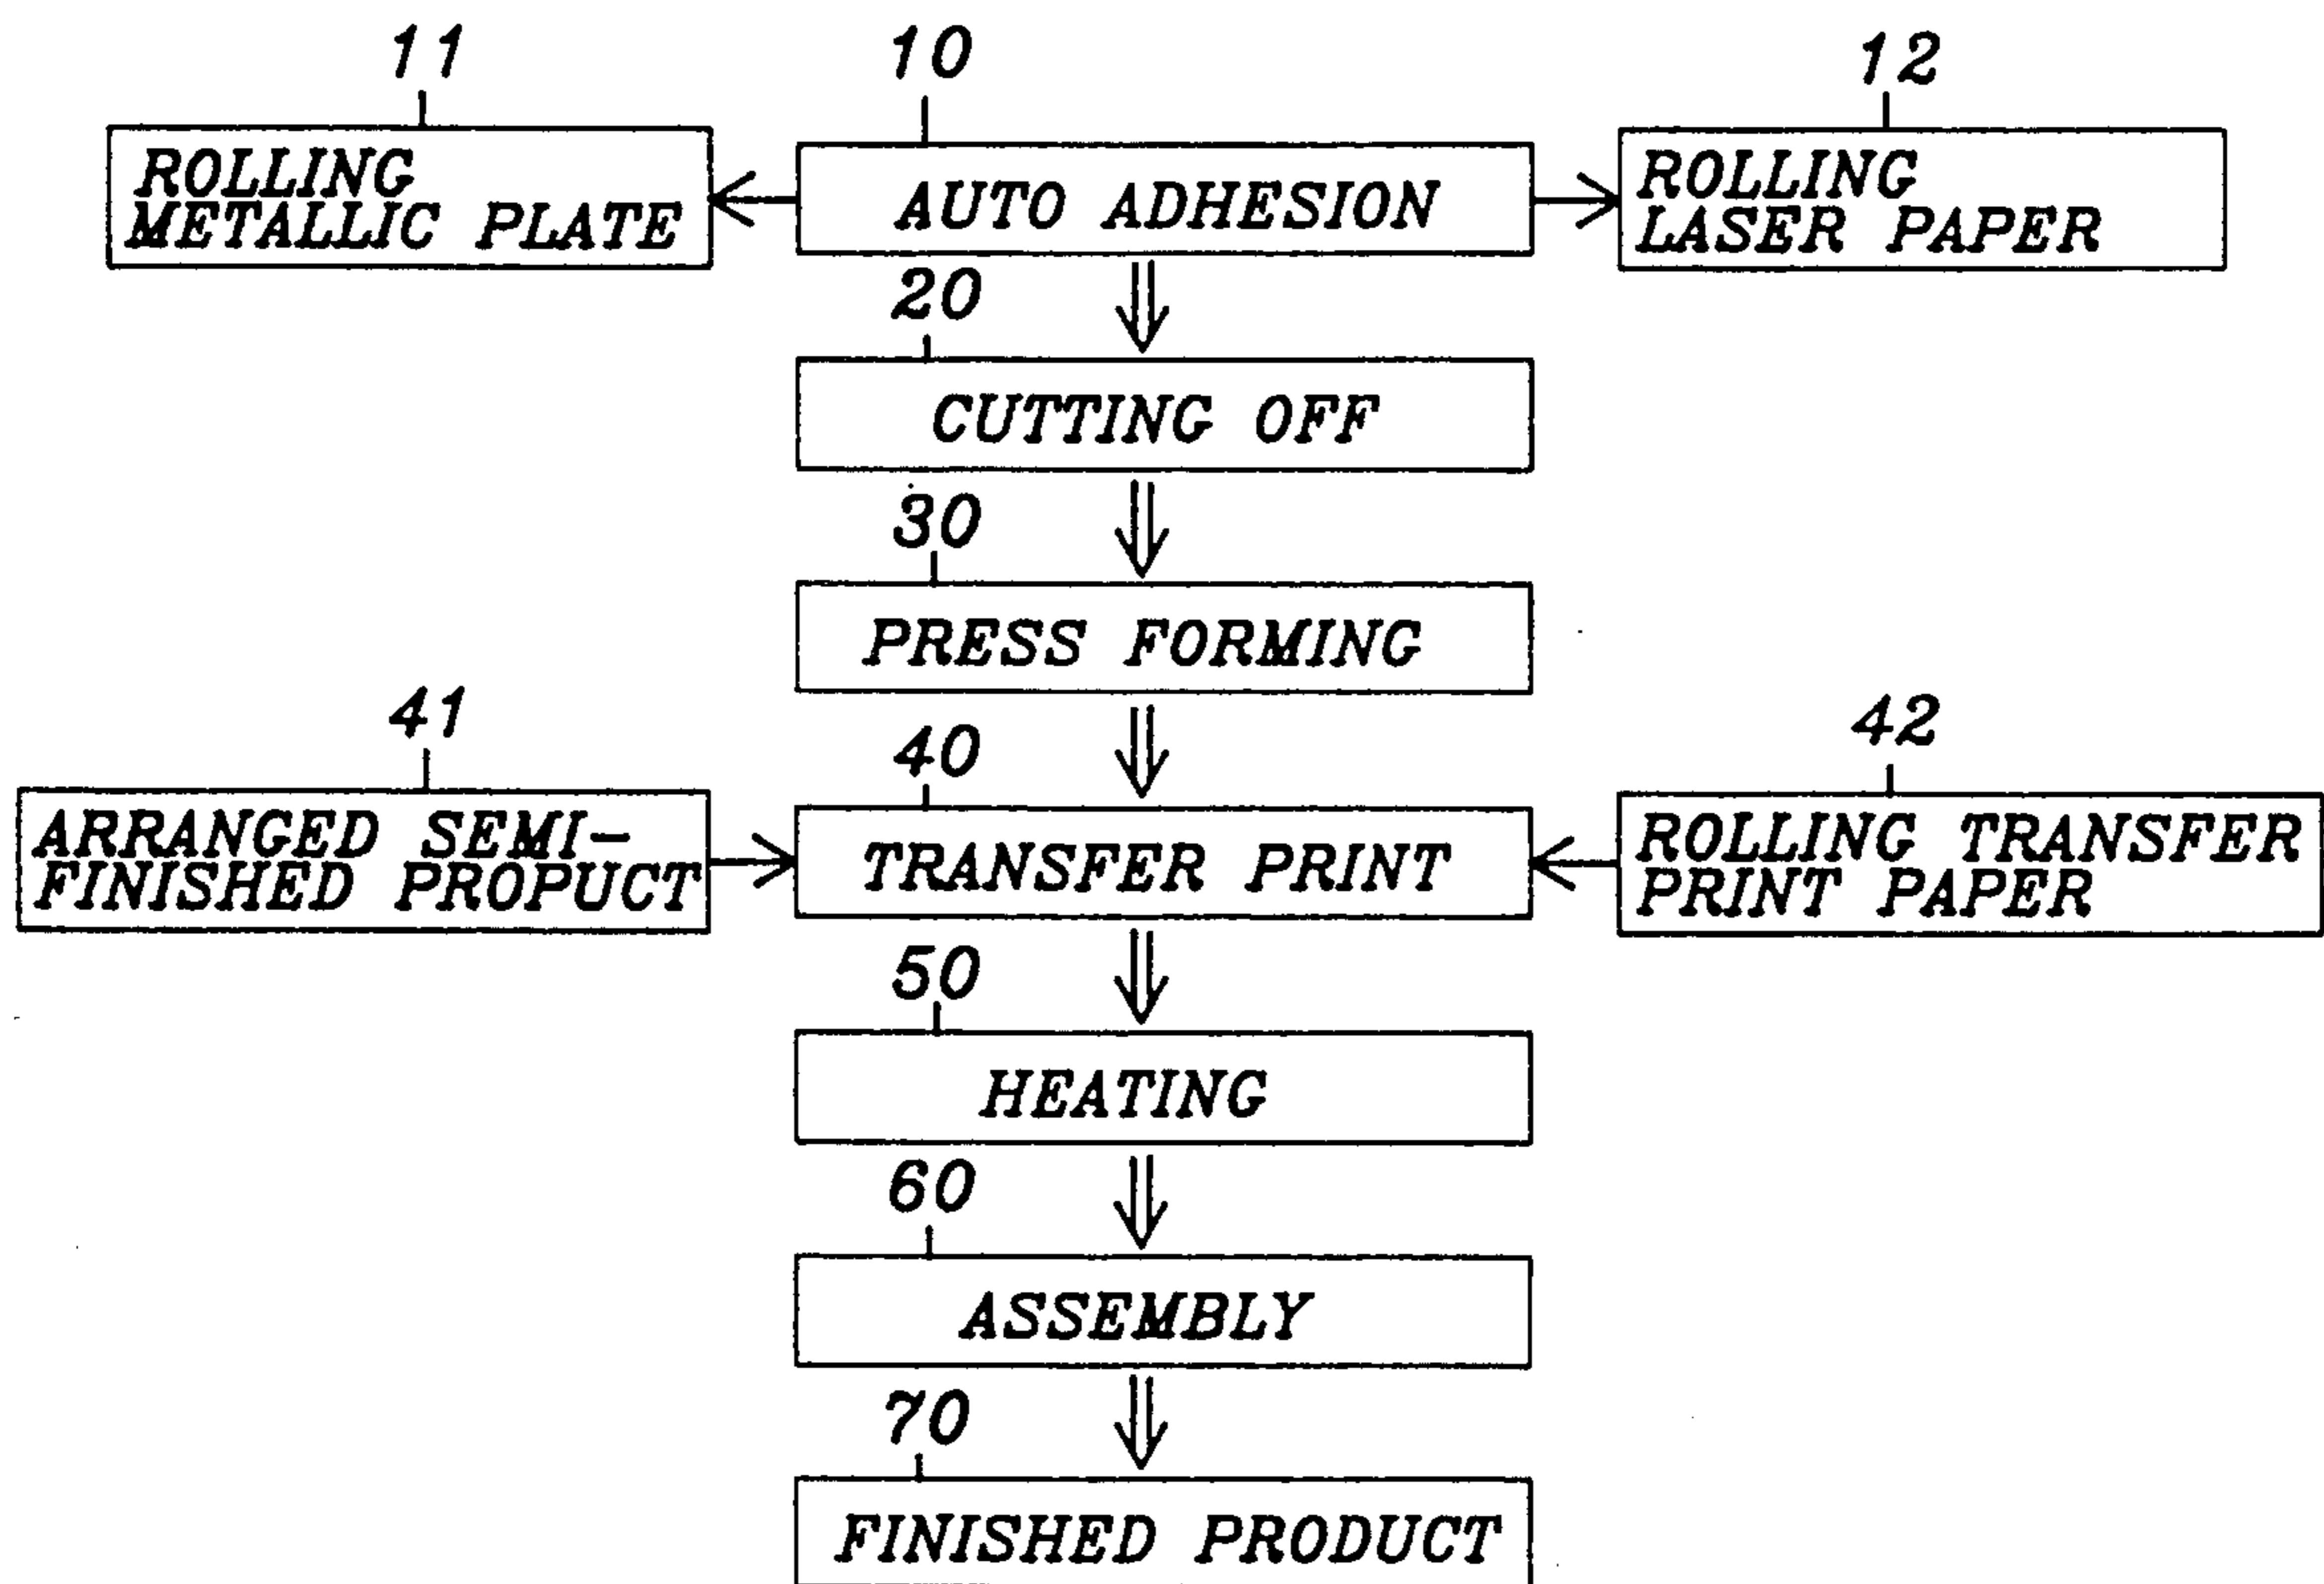 11
10
12
ROLLING
METALLIC PLATE
AUTO ADHESION
ROLLING
LASER PAPER
20
CUTTING OFF
30
PRESS FORMING
41
40
42
ARRANGED SEMI-
FINISHED PROPUCT
TRANSFER PRINT
ROLLING TRANSFER
PRINT PAPER
50
HEATING
60
ASSEMBLY
70
FINISHED PRODUCT